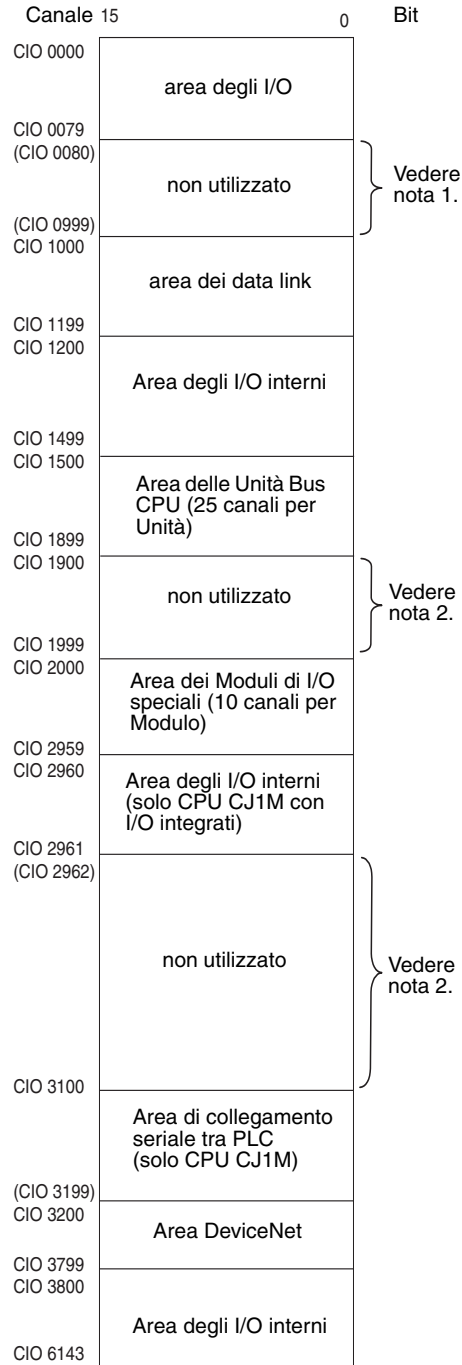 Canale 15 0 Bit
CIO 0000
area degli I/O
CIO 0079
(CIO 0080)
non utilizzato
Vedere
nota 1.
(CIO 0999)
CIO 1000
area dei data link
CIO 1199
CIO 1200
Area degli I/O interni
CIO 1499
CIO 1500
Area delle Unità Bus
CPU (25 canali per
Unità)
CIO 1899
CIO 1900
non utilizzato
Vedere
nota 2.
CIO 1999
CIO 2000
Area dei Moduli di I/O
speciali (10 canali per
Modulo)
CIO 2959
CIO 2960
Area degli I/O interni
(solo CPU CJ1M con
I/O integrati)
CIO 2961
(CIO 2962)
non utilizzato
Vedere
nota 2.
CIO 3100
Area di collegamento
seriale tra PLC
(solo CPU CJ1M)
(CIO 3199)
CIO 3200
Area DeviceNet
CIO 3799
CIO 3800
Area degli I/O interni
CIO 6143